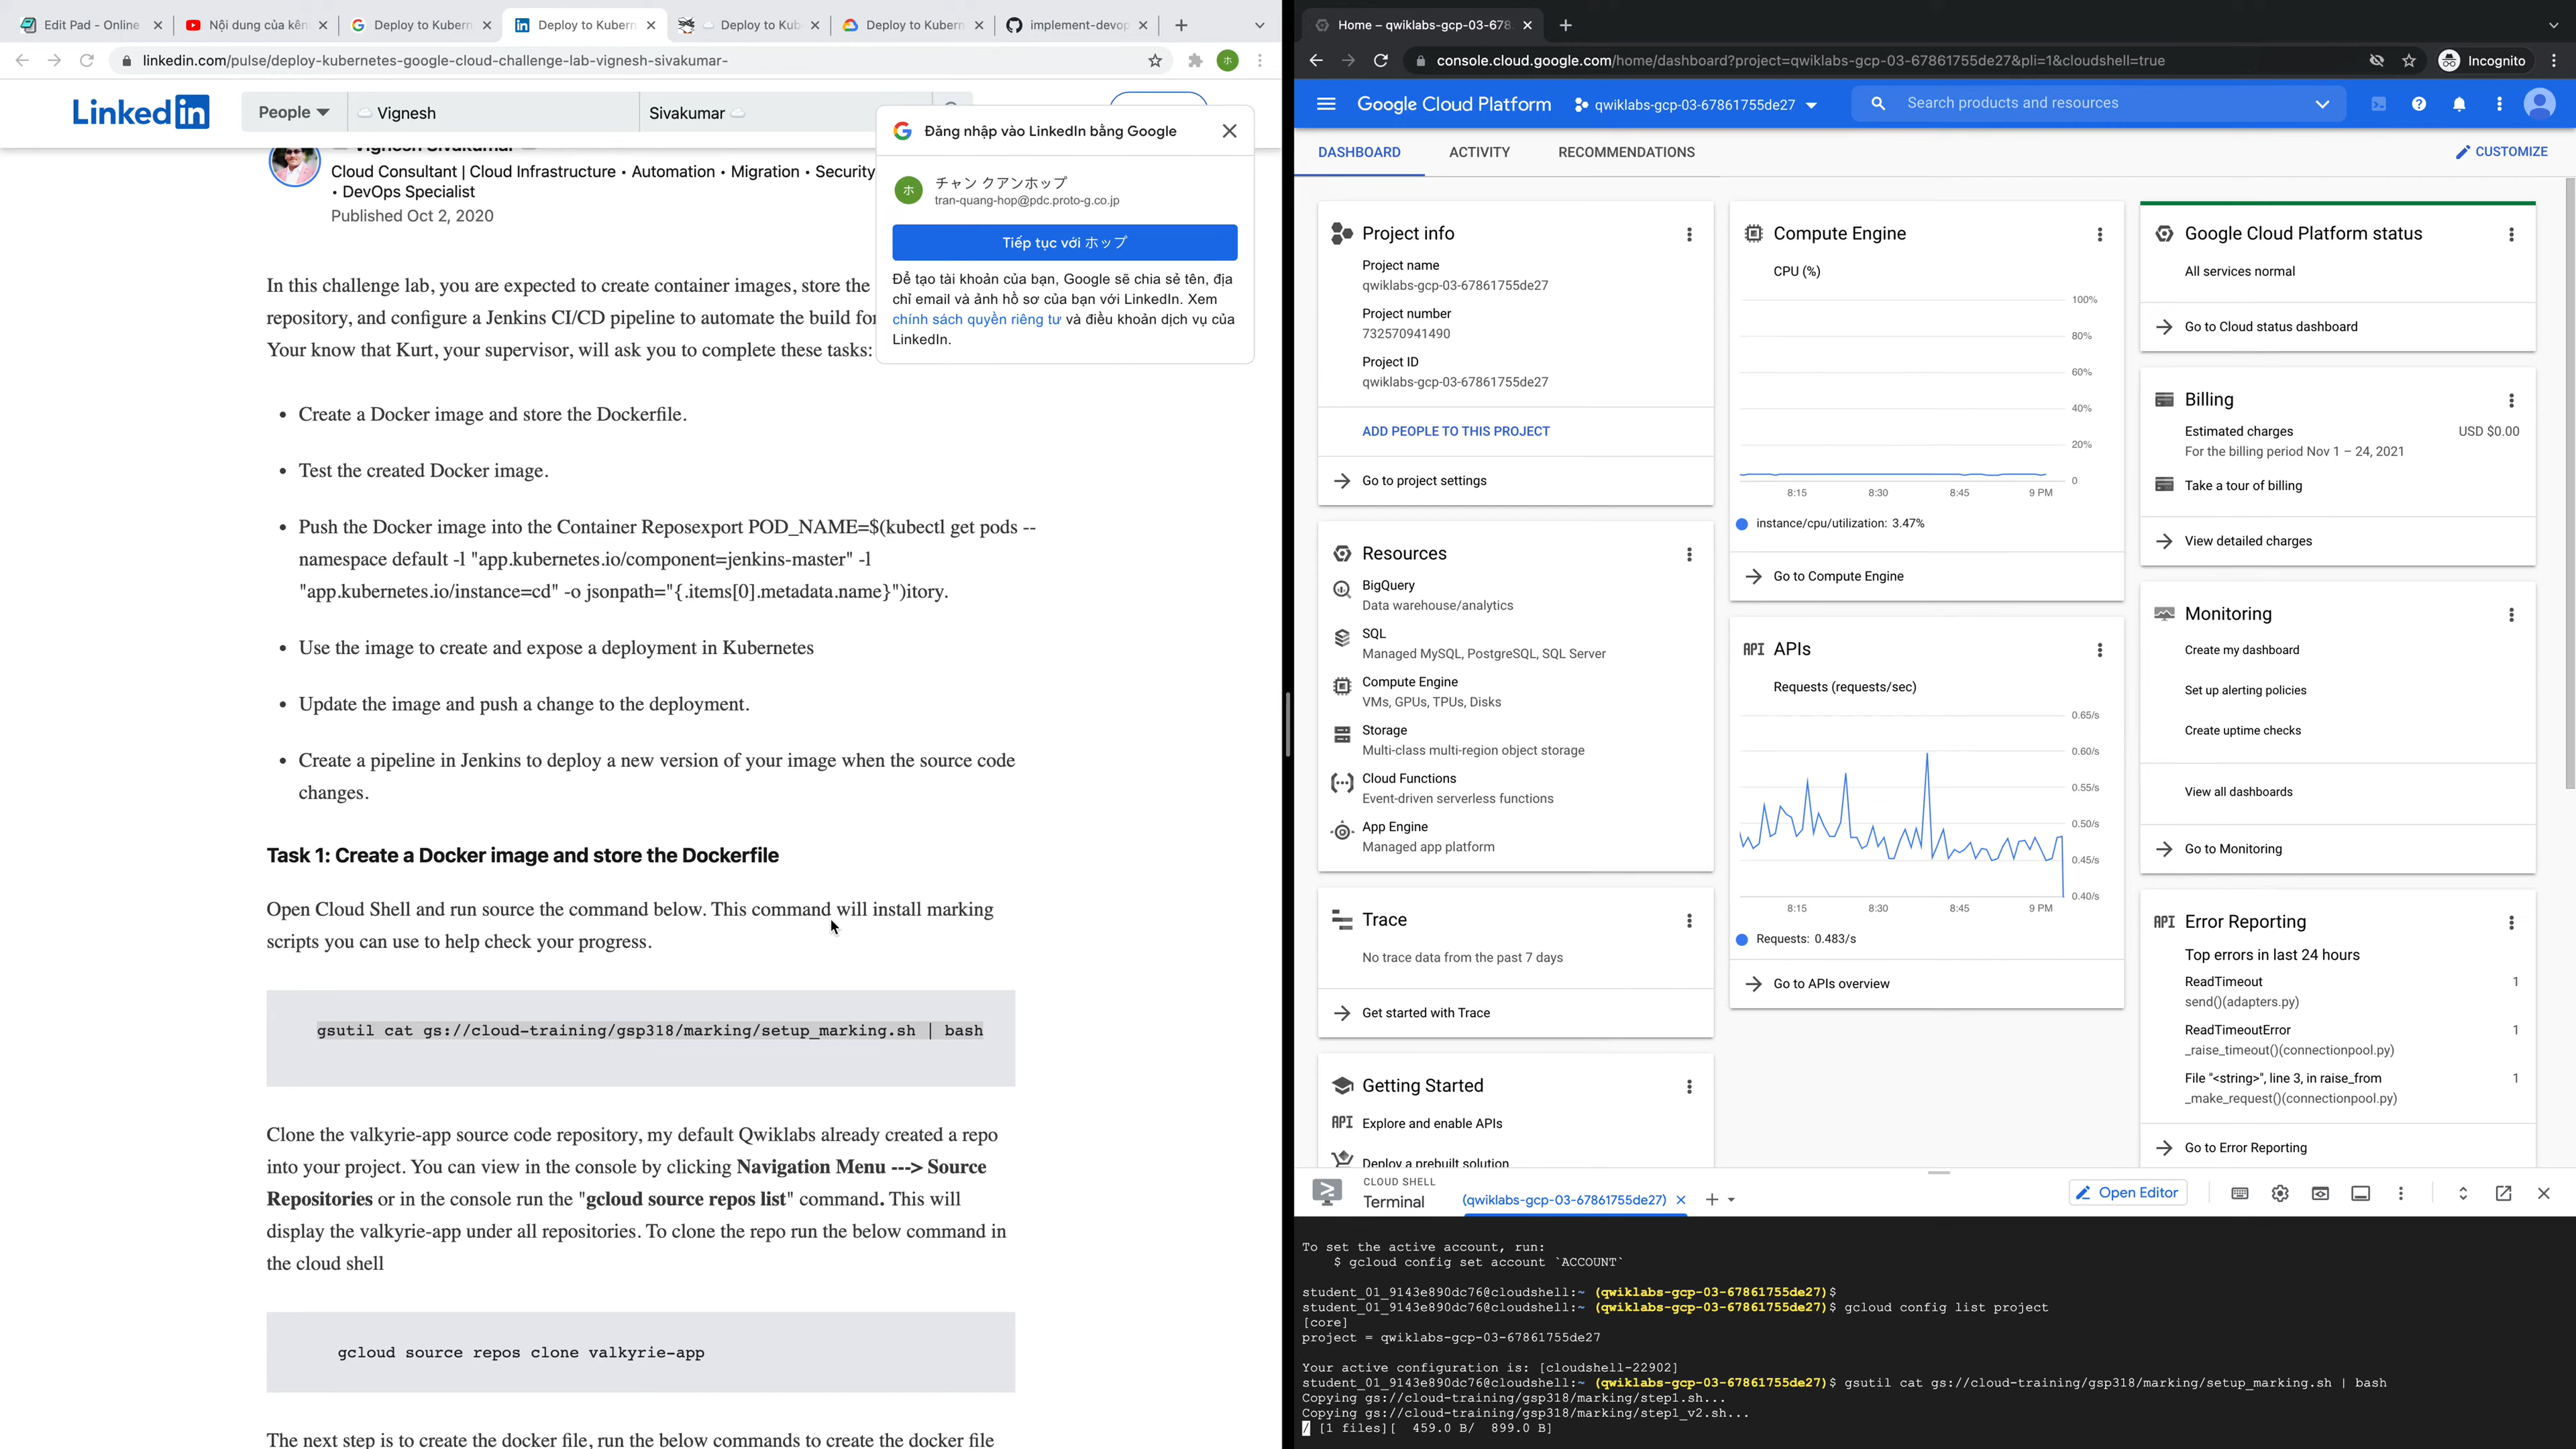 Edit Pad - Online
Nội dung của kên
Deploy to Kubern
Deploy to Kubern
Deploy to Kub
Deploy to Kubern
implement-devop
linkedin.com/pulse/deploy-kubernetes-google-cloud-challenge-lab-vignesh-sivakumar-
ホ
LinkedIn
People
Vignesh
Sivakumar
Vignesh Sivakumar
Cloud Consultant | Cloud Infrastructure • Automation • Migration • Security
• DevOps Specialist
Published Oct 2, 2020
Đăng nhập vào LinkedIn bằng Google
ホ
チャン クアンホップ
tran-quang-hop@pdc.proto-g.co.jp
Tiếp tục với ホップ
Để tạo tài khoản của bạn, Google sẽ chia sẻ tên, địa
chỉ email và ảnh hồ sơ của bạn với LinkedIn. Xem
chính sách quyền riêng tư và điều khoản dịch vụ của
LinkedIn.
In this challenge lab, you are expected to create container images, store the
repository, and configure a Jenkins CI/CD pipeline to automate the build for
Your know that Kurt, your supervisor, will ask you to complete these tasks:
• Create a Docker image and store the Dockerfile.
• Test the created Docker image.
• Push the Docker image into the Container Reposexport POD_NAME=$(kubectl get pods --
namespace default -l "app.kubernetes.io/component=jenkins-master" -l
"app.kubernetes.io/instance=cd" -o jsonpath="{.items[0].metadata.name}")itory.
• Use the image to create and expose a deployment in Kubernetes
• Update the image and push a change to the deployment.
• Create a pipeline in Jenkins to deploy a new version of your image when the source code
changes.
Task 1: Create a Docker image and store the Dockerfile
Open Cloud Shell and run source the command below. This command will install marking
scripts you can use to help check your progress.
gsutil cat gs://cloud-training/gsp318/marking/setup_marking.sh | bash
Clone the valkyrie-app source code repository, my default Qwiklabs already created a repo
into your project. You can view in the console by clicking Navigation Menu ---> Source
Repositories or in the console run the "gcloud source repos list" command. This will
display the valkyrie-app under all repositories. To clone the repo run the below command in
the cloud shell
gcloud source repos clone valkyrie-app
The next step is to create the docker file, run the below commands to create the docker file
Home – qwiklabs-gcp-03-678
console.cloud.google.com/home/dashboard?project=qwiklabs-gcp-03-67861755de27&pli=1&cloudshell=true
Incognito
Google Cloud Platform
qwiklabs-gcp-03-67861755de27
Search products and resources
DASHBOARD
ACTIVITY
RECOMMENDATIONS
CUSTOMIZE
Project info
Project name
qwiklabs-gcp-03-67861755de27
Project number
732570941490
Project ID
qwiklabs-gcp-03-67861755de27
ADD PEOPLE TO THIS PROJECT
Go to project settings
Resources
BigQuery
Data warehouse/analytics
SQL
Managed MySQL, PostgreSQL, SQL Server
Compute Engine
VMs, GPUs, TPUs, Disks
Storage
Multi-class multi-region object storage
Cloud Functions
Event-driven serverless functions
App Engine
Managed app platform
Trace
No trace data from the past 7 days
Get started with Trace
Getting Started
API Explore and enable APIs
Deploy a prebuilt solution
Compute Engine
CPU (%)
100%
80%
60%
40%
20%
0
8:15 8:30 8:45 9 PM
instance/cpu/utilization: 3.47%
Go to Compute Engine
API APIs
Requests (requests/sec)
0.65/s
0.60/s
0.55/s
0.50/s
0.45/s
0.40/s
8:15 8:30 8:45 9 PM
Requests: 0.483/s
Go to APIs overview
Google Cloud Platform status
All services normal
Go to Cloud status dashboard
Billing
Estimated charges USD $0.00
For the billing period Nov 1 – 24, 2021
Take a tour of billing
View detailed charges
Monitoring
Create my dashboard
Set up alerting policies
Create uptime checks
View all dashboards
Go to Monitoring
API Error Reporting
Top errors in last 24 hours
ReadTimeout 1
send()(adapters.py)
ReadTimeoutError 1
_raise_timeout()(connectionpool.py)
File "<string>", line 3, in raise_from 1
_make_request()(connectionpool.py)
Go to Error Reporting
CLOUD SHELL
Terminal
(qwiklabs-gcp-03-67861755de27)
Open Editor
To set the active account, run:
$ gcloud config set account `ACCOUNT`
student_01_9143e890dc76@cloudshell:~ (qwiklabs-gcp-03-67861755de27)$
student_01_9143e890dc76@cloudshell:~ (qwiklabs-gcp-03-67861755de27)$ gcloud config list project
[core]
project = qwiklabs-gcp-03-67861755de27
Your active configuration is: [cloudshell-22902]
student_01_9143e890dc76@cloudshell:~ (qwiklabs-gcp-03-67861755de27)$ gsutil cat gs://cloud-training/gsp318/marking/setup_marking.sh | bash
Copying gs://cloud-training/gsp318/marking/step1.sh...
Copying gs://cloud-training/gsp318/marking/step1_v2.sh...
/ [1 files][ 459.0 B/ 899.0 B]